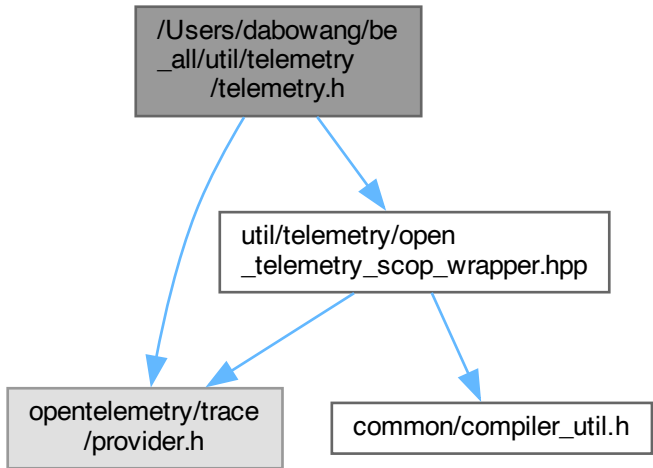 /Users/dabowang/be
_all/util/telemetry
/telemetry.h
util/telemetry/open
_telemetry_scop_wrapper.hpp
opentelemetry/trace
/provider.h
common/compiler_util.h